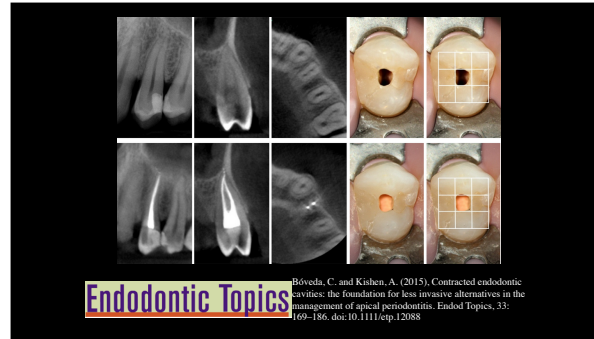 Endodontic Topics
Bóveda, C. and Kishen, A. (2015), Contracted endodontic
cavities: the foundation for less invasive alternatives in the
management of apical periodontitis. Endod Topics, 33:
169–186. doi:10.1111/etp.12088